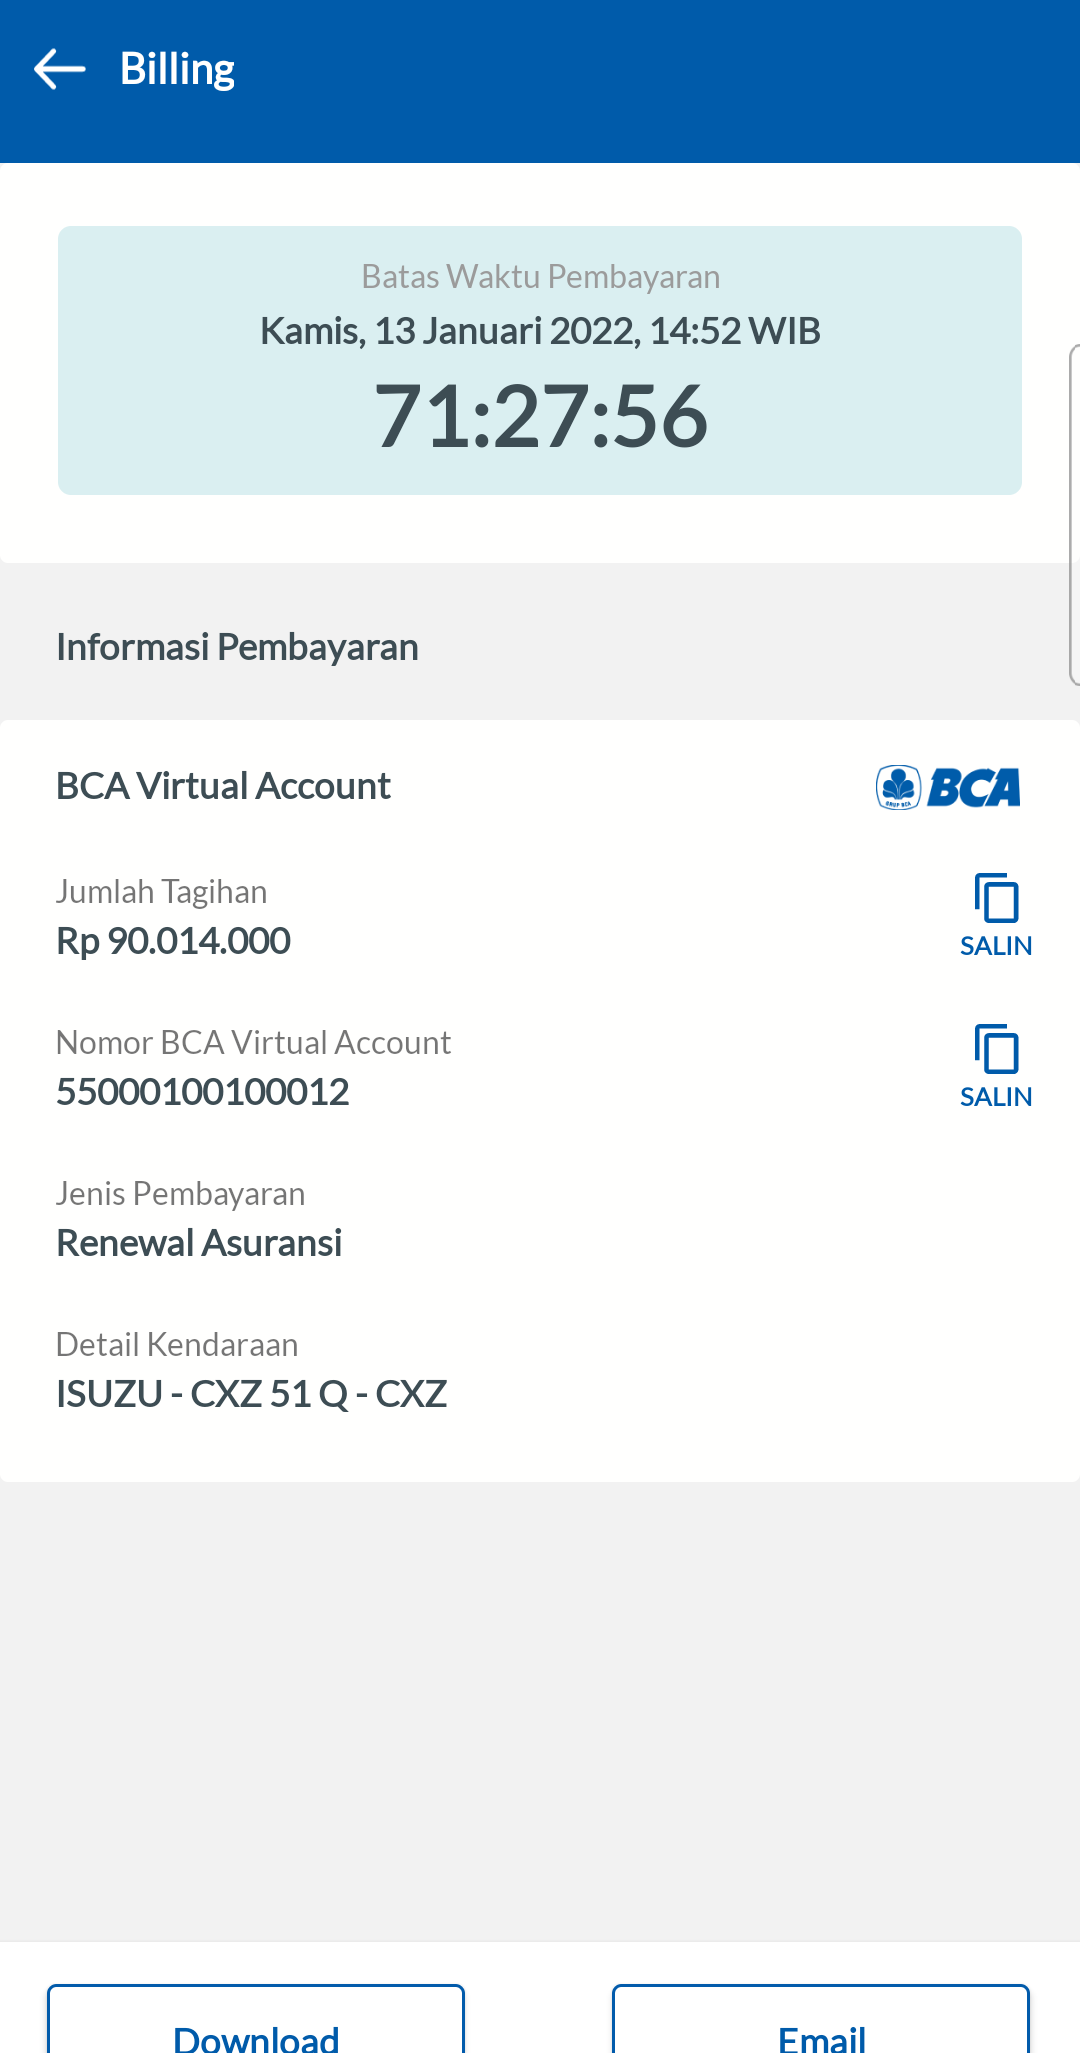 Billing
Batas Waktu Pembayaran
Kamis, 13 Januari 2022, 14:52 WIB
71:27:56
Informasi Pembayaran
BCA Virtual Account
GRUP BCA
BCA
Jumlah Tagihan
Rp 90.014.000
SALIN
Nomor BCA Virtual Account
55000100100012
SALIN
Jenis Pembayaran
Renewal Asuransi
Detail Kendaraan
ISUZU - CXZ 51 Q - CXZ
Download
Email